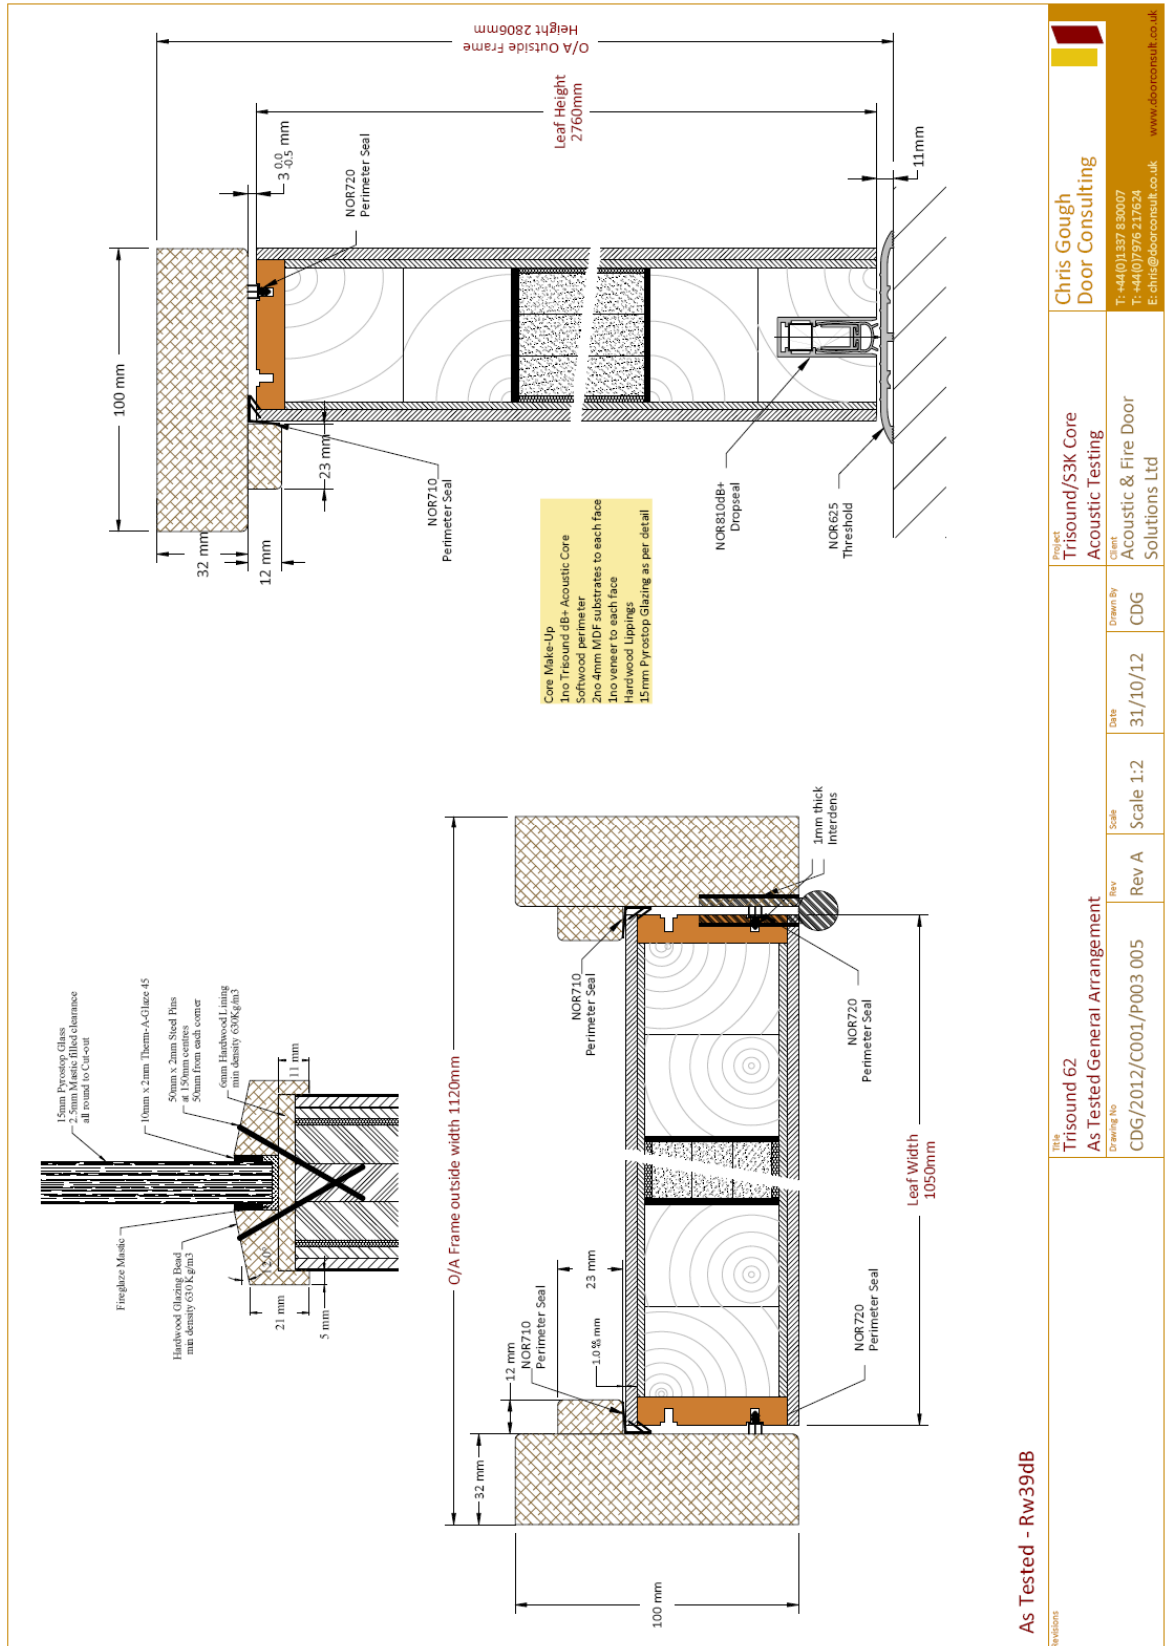 O/A Outside Frame
Height 2806mm
Leaf Height
2760mm
3 0.0
-0.5 mm
NOR720
Perimeter Seal
11mm
100 mm
23 mm
32 mm
12 mm
NOR710
Perimeter Seal
NOR810dB+
Dropseal
NOR625
Threshold
Core Make-Up
1no Trisound dB+ Acoustic Core
Softwood perimeter
2no 4mm MDF substrates to each face
1no veneer to each face
Hardwood Lippings
15mm Pyrostop Glazing as per detail
15mm Pyrostop Glass
2.5mm Mastic filled clearance
all round to Cut-out
10mm x 2mm Therm-A-Glaze 45
50mm x 2mm Steel Pins
at 150mm centres
50mm from each corner
6mm Hardwood Lining
min density 630Kg/m3
11 mm
Fireglaze Mastic
Hardwood Glazing Bead
min density 630 Kg/m3
21 mm
5 mm
O/A Frame outside width 1120mm
1mm thick
Interdens
NOR710
Perimeter Seal
NOR720
Perimeter Seal
Leaf Width
1050mm
23 mm
12 mm
NOR710
Perimeter Seal
1.0 mm
NOR720
Perimeter Seal
32 mm
100 mm
As Tested - Rw39dB
Revisions
Title
Trisound 62
As Tested General Arrangement
Drawing No
CDG/2012/C001/P003 005
Rev
Rev A
Scale
Scale 1:2
Date
31/10/12
Drawn By
CDG
Project
Trisound/S3K Core
Acoustic Testing
Client
Acoustic & Fire Door
Solutions Ltd
Chris Gough
Door Consulting
T: +44(0)1337 830007
T: +44(0)7976 217624
E: chris@doorconsult.co.uk
www.doorconsult.co.uk